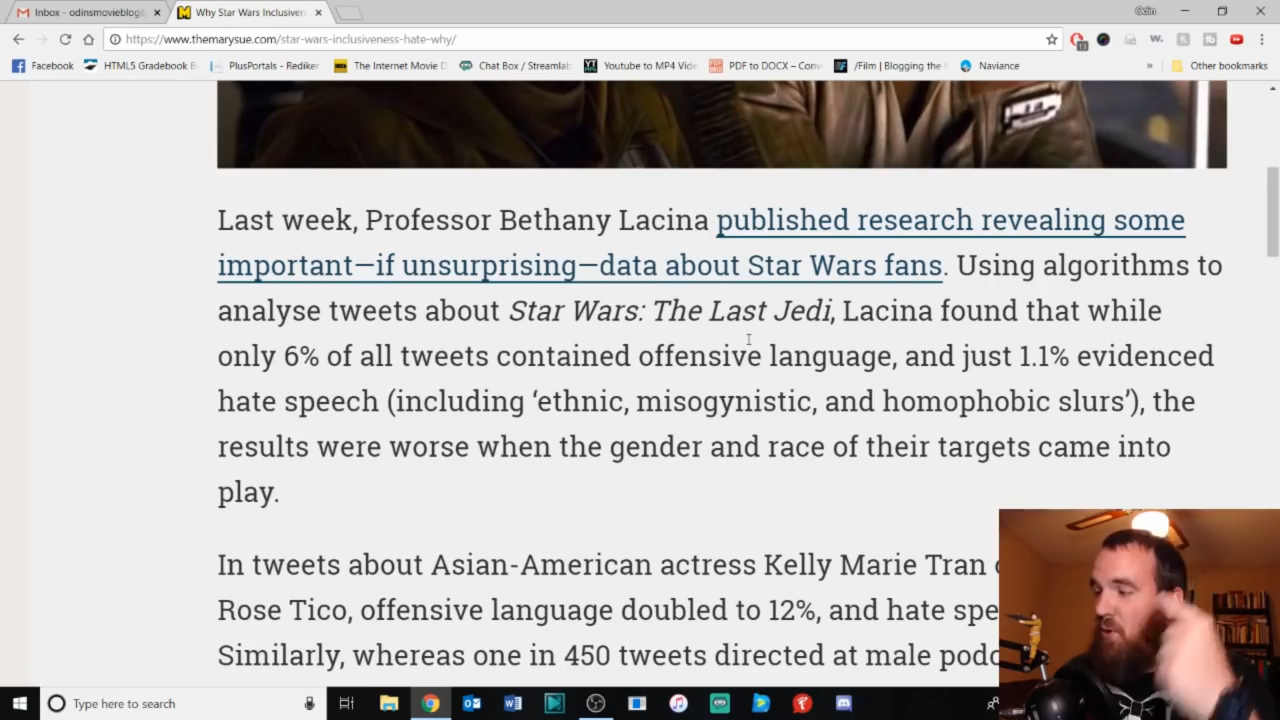 Inbox - odinsmovieblog
Why Star Wars Inclusiven
Odin
https://www.themarysue.com/star-wars-inclusiveness-hate-why/
Facebook
HTML5 Gradebook
PlusPortals - Rediker
The Internet Movie D
Chat Box / Streamlab
Youtube to MP4 Vide
PDF to DOCX – Conv
/Film | Blogging the
Naviance
»
Other bookmarks
Last week, Professor Bethany Lacina published research revealing some
important—if unsurprising—data about Star Wars fans. Using algorithms to
analyse tweets about Star Wars: The Last Jedi, Lacina found that while
only 6% of all tweets contained offensive language, and just 1.1% evidenced
hate speech (including ‘ethnic, misogynistic, and homophobic slurs’), the
results were worse when the gender and race of their targets came into
play.
In tweets about Asian-American actress Kelly Marie Tran
Rose Tico, offensive language doubled to 12%, and hate spe
Similarly, whereas one in 450 tweets directed at male podc
Type here to search